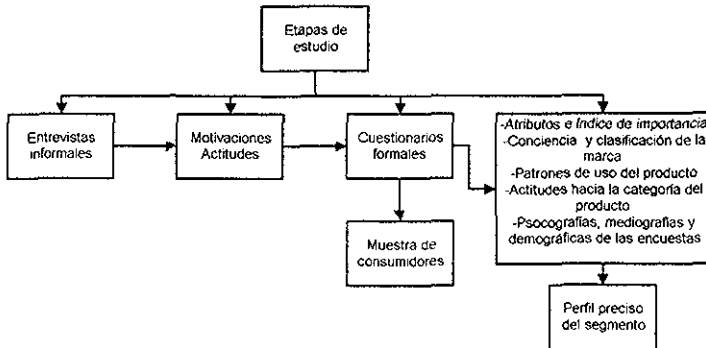 Etapas de
estudio
Entrevistas
informales
Motivaciones
Actitudes
Cuestionarios
formales
-Atributos e Indice de importancia
-Conciencia y clasificación de la
marca
-Patrones de uso del producto
-Actitudes hacia la categoría del
producto
-Psocografías, mediografías y
demográficas de las encuestas
Muestra de
consumidores
Perfil preciso
del segmento